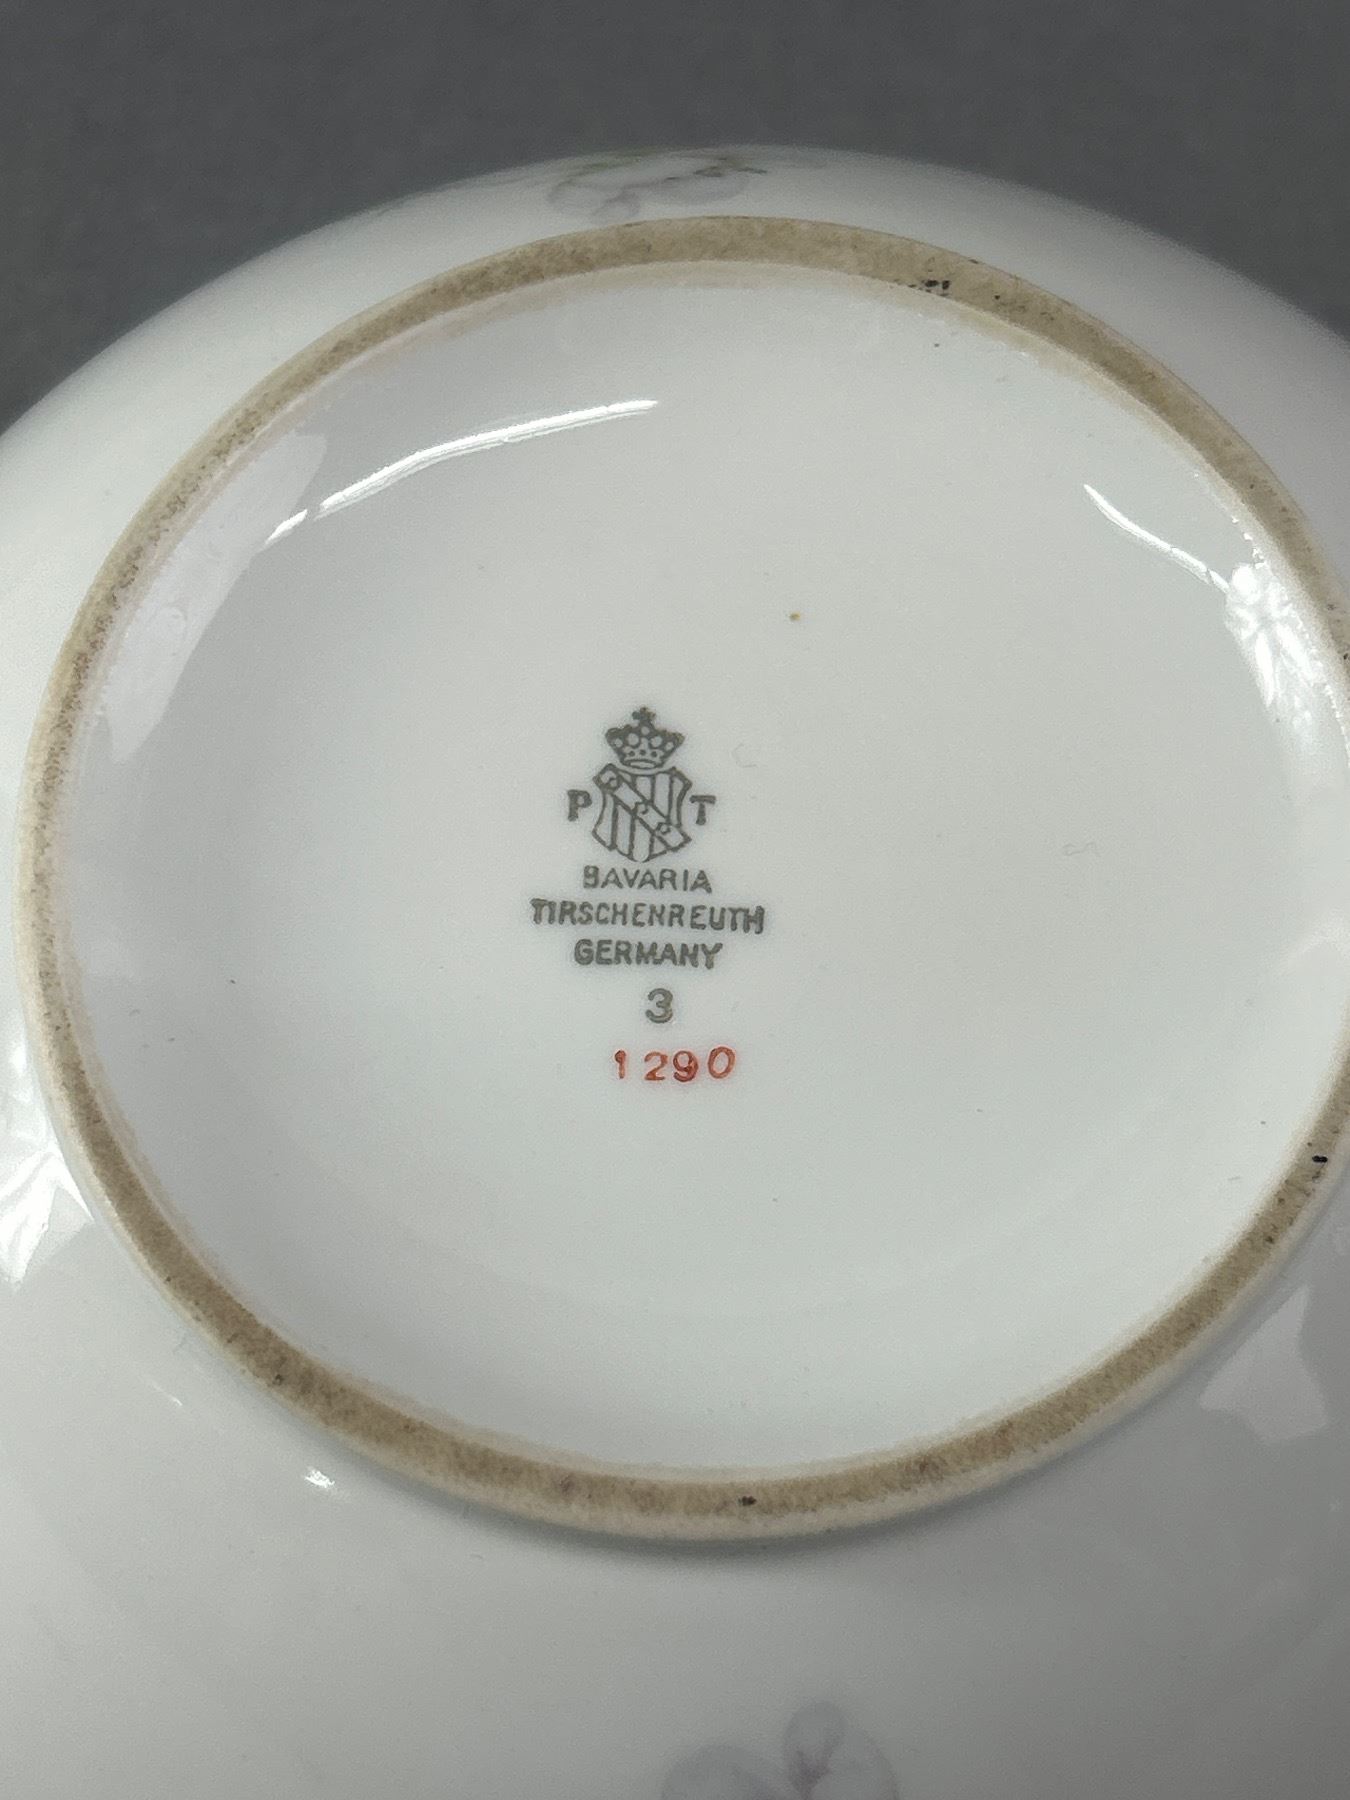 P T
BAVARIA
TIRSCHENREUTH
GERMANY
3
1290